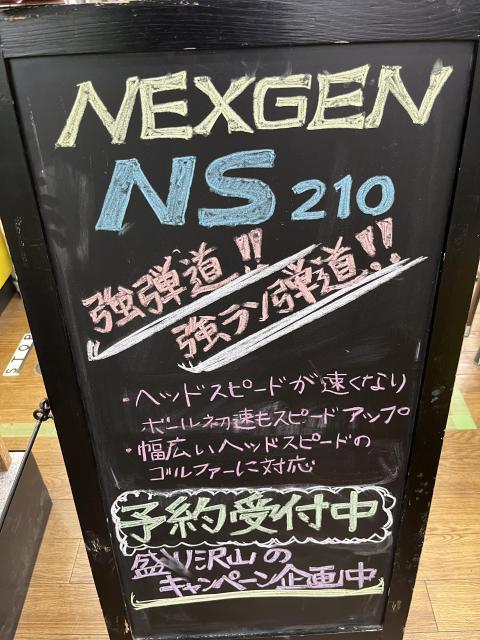 NEXGEN
NS 210
強弾道!!
強ラン弾道!!
・ヘッドスピードが速くなり
ボール初速もスピードアップ
・幅広いヘッドスピードの
ゴルファーに対応
予約受付中
盛り沢山の
キャンペーン企画中
STOP